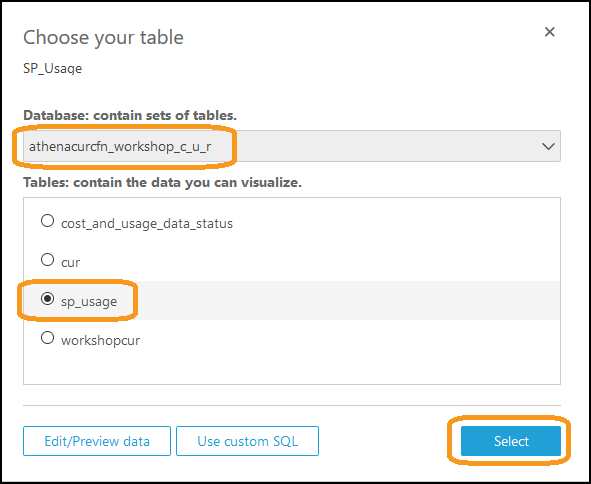 Choose your table
SP_Usage
Database: contain sets of tables.
athenacurcfn_workshop_c_u_r
Tables: contain the data you can visualize.
cost_and_usage_data_status
cur
sp_usage
workshopcur
Edit/Preview data
Use custom SQL
Select